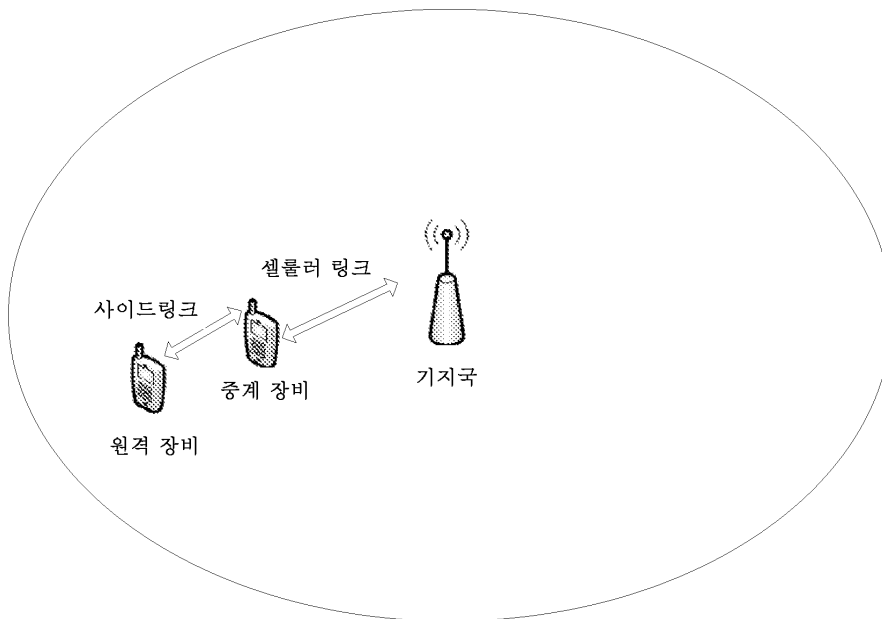 셀룰러 링크
사이드링크
기지국
중계 장비
원격 장비